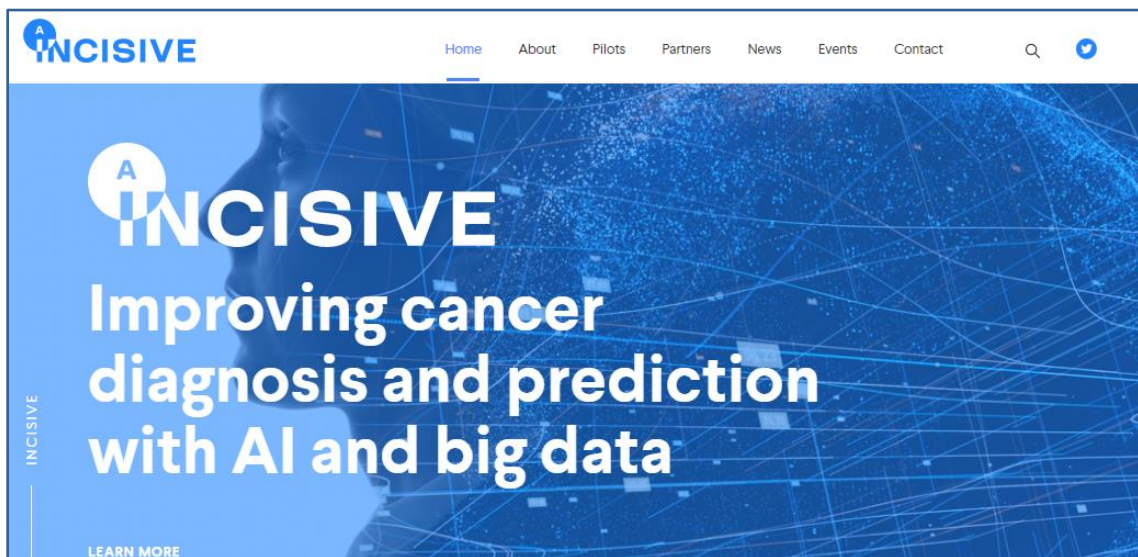 A
INCISIVE
Home About Pilots Partners News Events Contact
A
INCISIVE
Improving cancer
diagnosis and prediction
with AI and big data
INCISIVE
LEARN MORE